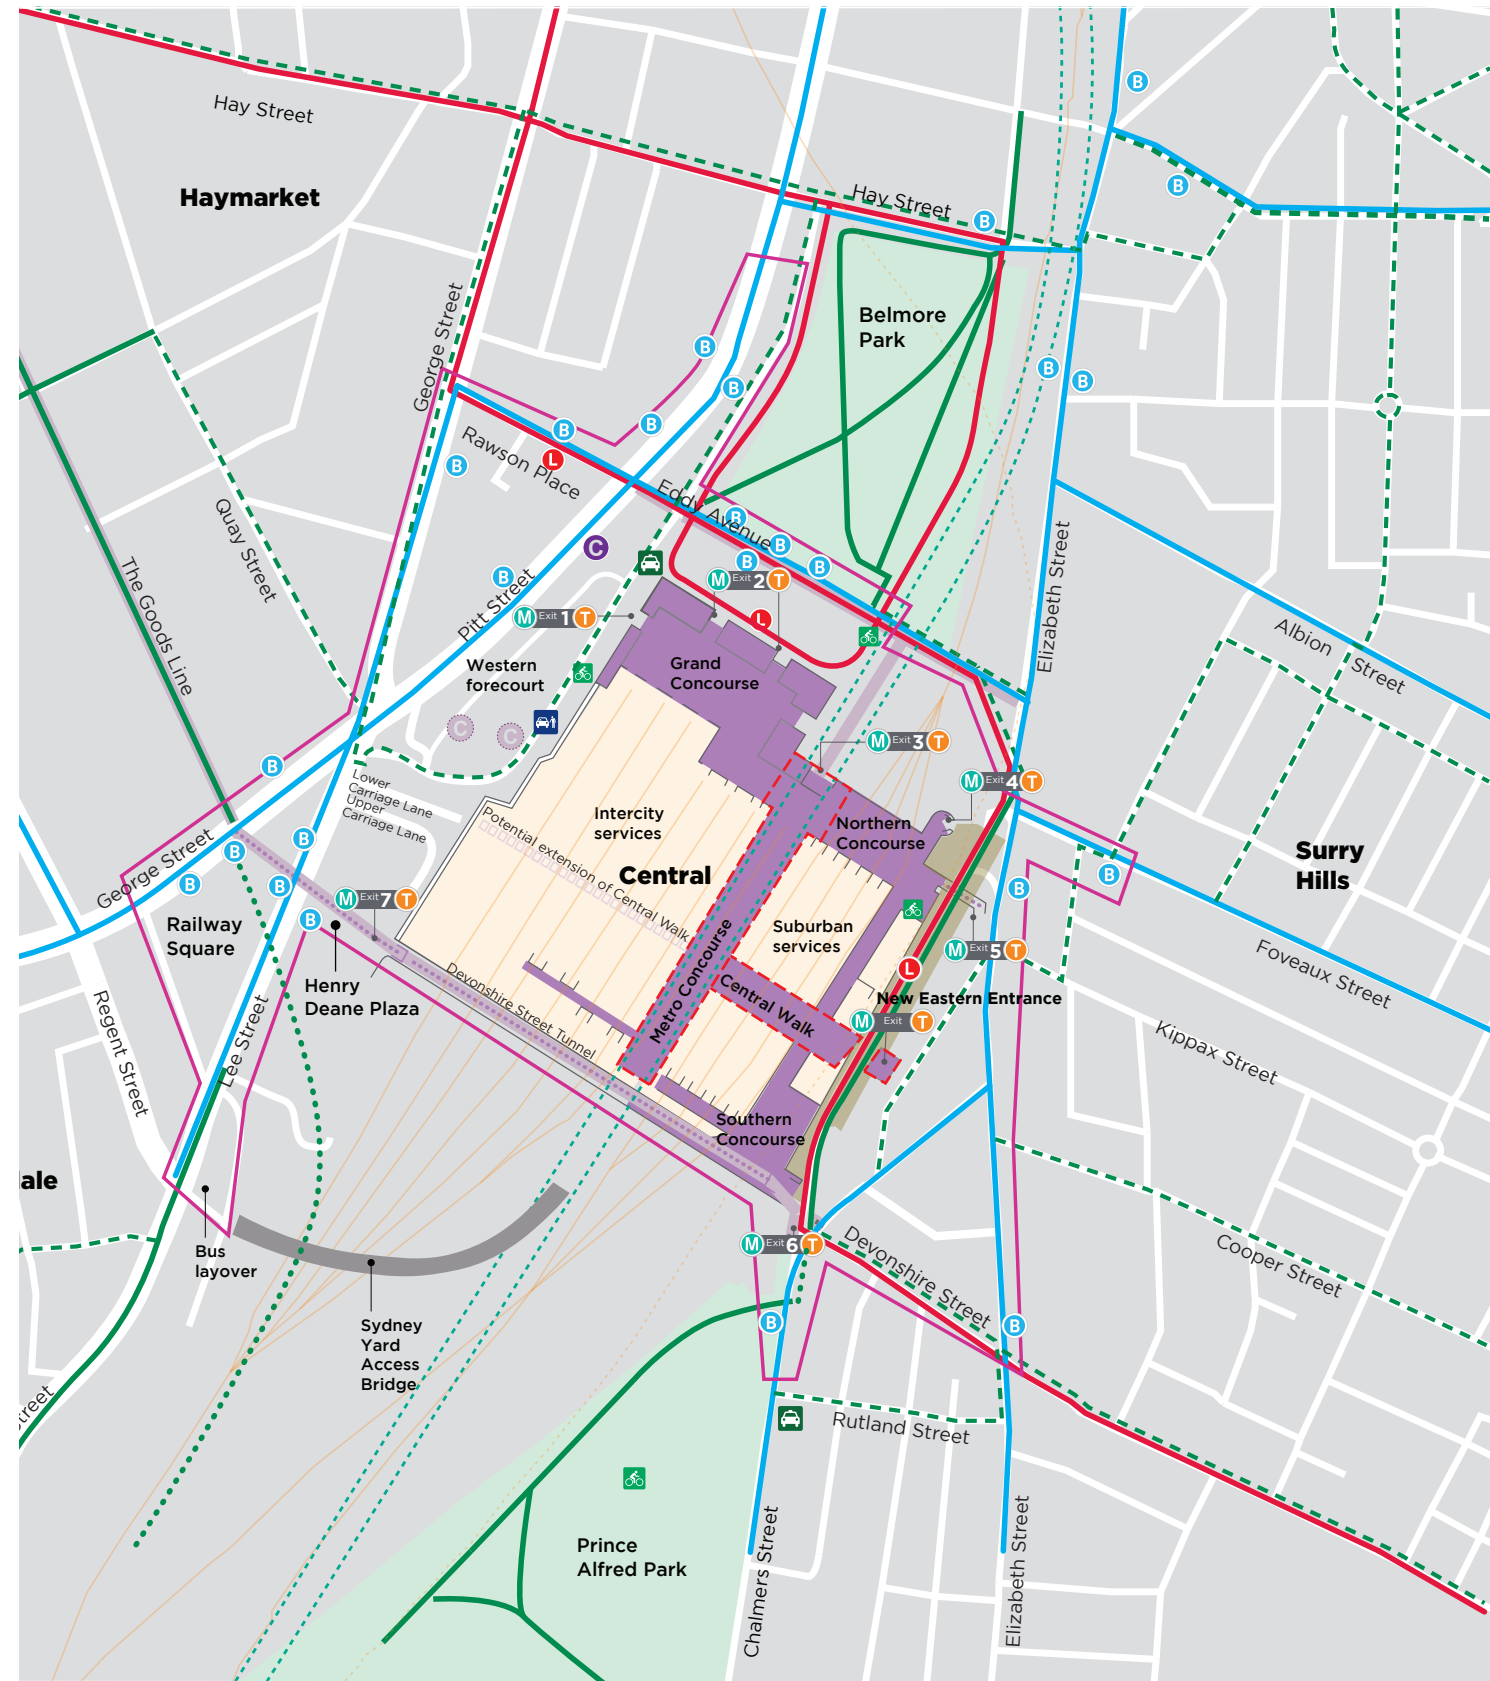 Hay Street
Haymarket
Hay Street
Belmore
Park
George Street
Rawson Place
Eddy Avenue
Quay Street
The Goods Line
Pitt Street
Elizabeth Street
Albion Street
B
B
B
B
B
B
B
B
B
B
B
L
C
B
B
B
B
B
M Exit 2 T
M Exit 1 T
L
Western
forecourt
Grand
Concourse
C
C
M Exit 3 T
M Exit 4 T
B
Lower
Carriage Lane
Upper
Carriage Lane
Intercity
services
Northern
Concourse
Potential extension of Central Walk
Central
Surry
Hills
George Street
B
B
B
B
B
B
B
M Exit 7 T
Railway
Square
Suburban
services
Metro Concourse
M Exit 5 T
L
Foveaux Street
Henry
Deane Plaza
Devonshire Street Tunnel
Central Walk
New Eastern Entrance
M Exit T
Regent Street
Lee Street
Kippax Street
Southern
Concourse
ale
Bus
layover
M Exit 6 T
Devonshire Street
Cooper Street
Sydney
Yard
Access
Bridge
B
B
treet
Rutland Street
Prince
Alfred Park
Chalmers Street
Elizabeth Street